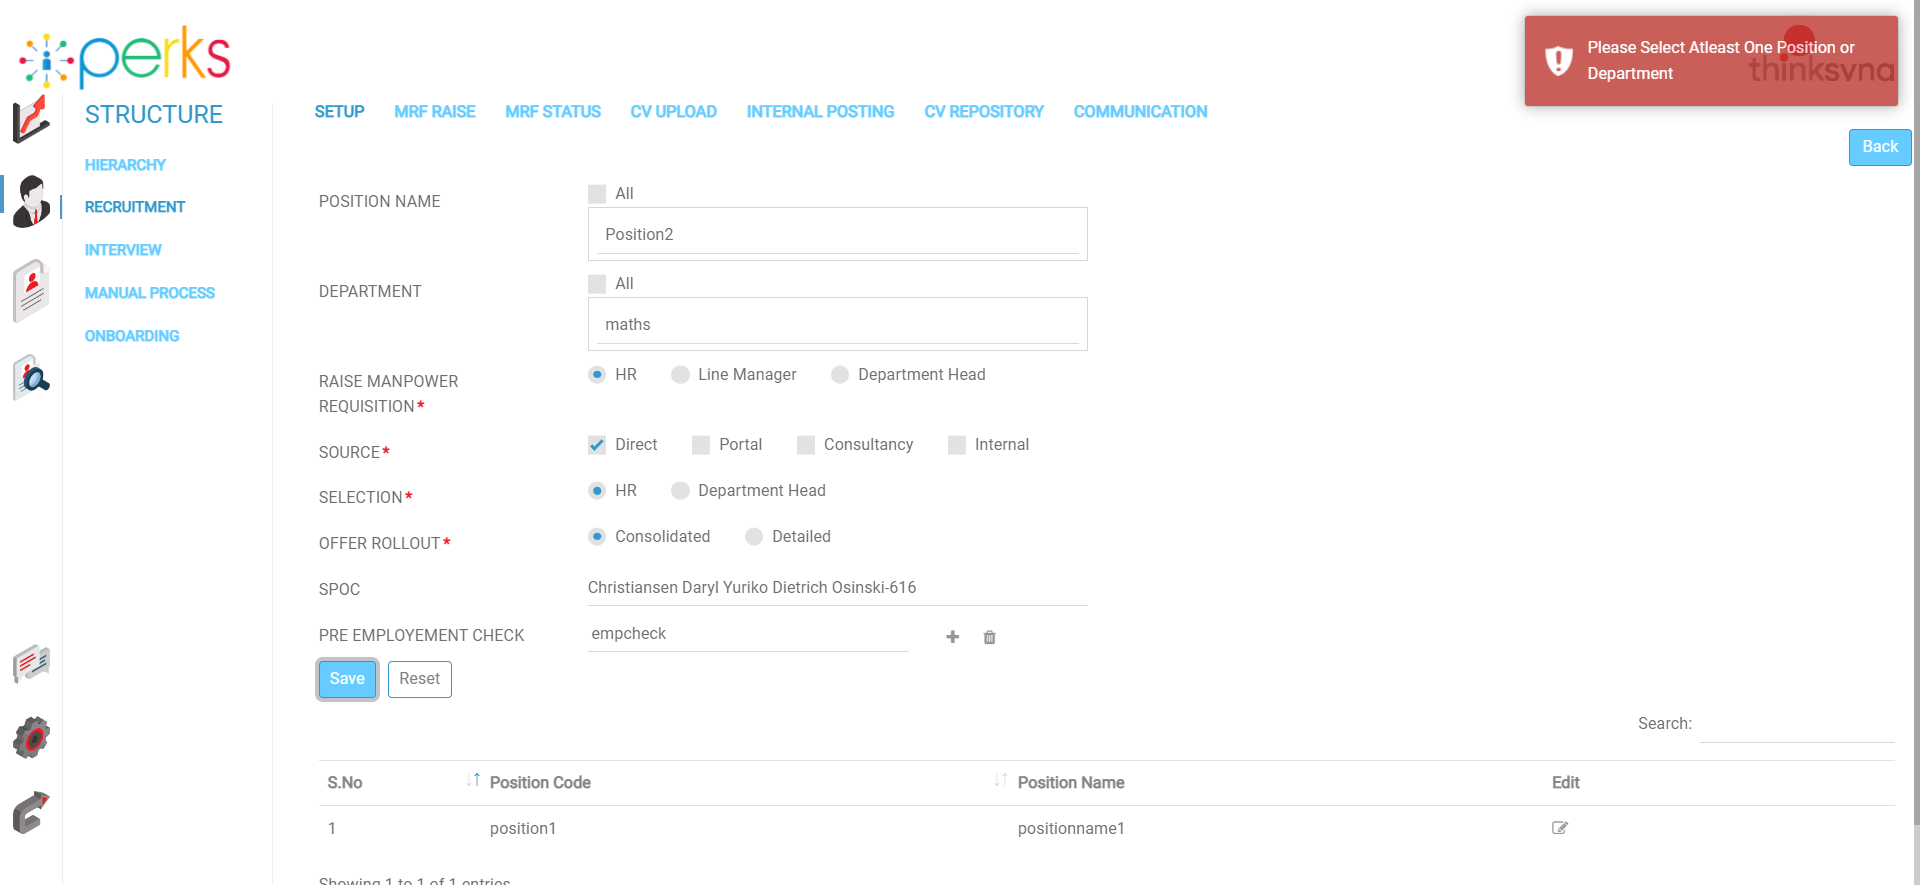 perks
Please Select Atleast One Position or
Department
thinksyna
STRUCTURE
SETUP MRF RAISE MRF STATUS CV UPLOAD INTERNAL POSTING CV REPOSITORY COMMUNICATION
Back
HIERARCHY
RECRUITMENT
INTERVIEW
MANUAL PROCESS
ONBOARDING
POSITION NAME
All
Position2
DEPARTMENT
All
maths
RAISE MANPOWER
REQUISITION*
HR Line Manager Department Head
SOURCE*
Direct Portal Consultancy Internal
SELECTION*
HR Department Head
OFFER ROLLOUT*
Consolidated Detailed
SPOC
Christiansen Daryl Yuriko Dietrich Osinski-616
PRE EMPLOYEMENT CHECK
empcheck
Save Reset
Search:
S.No Position Code Position Name Edit
1 position1 positionname1
Showing 1 to 1 of 1 entries